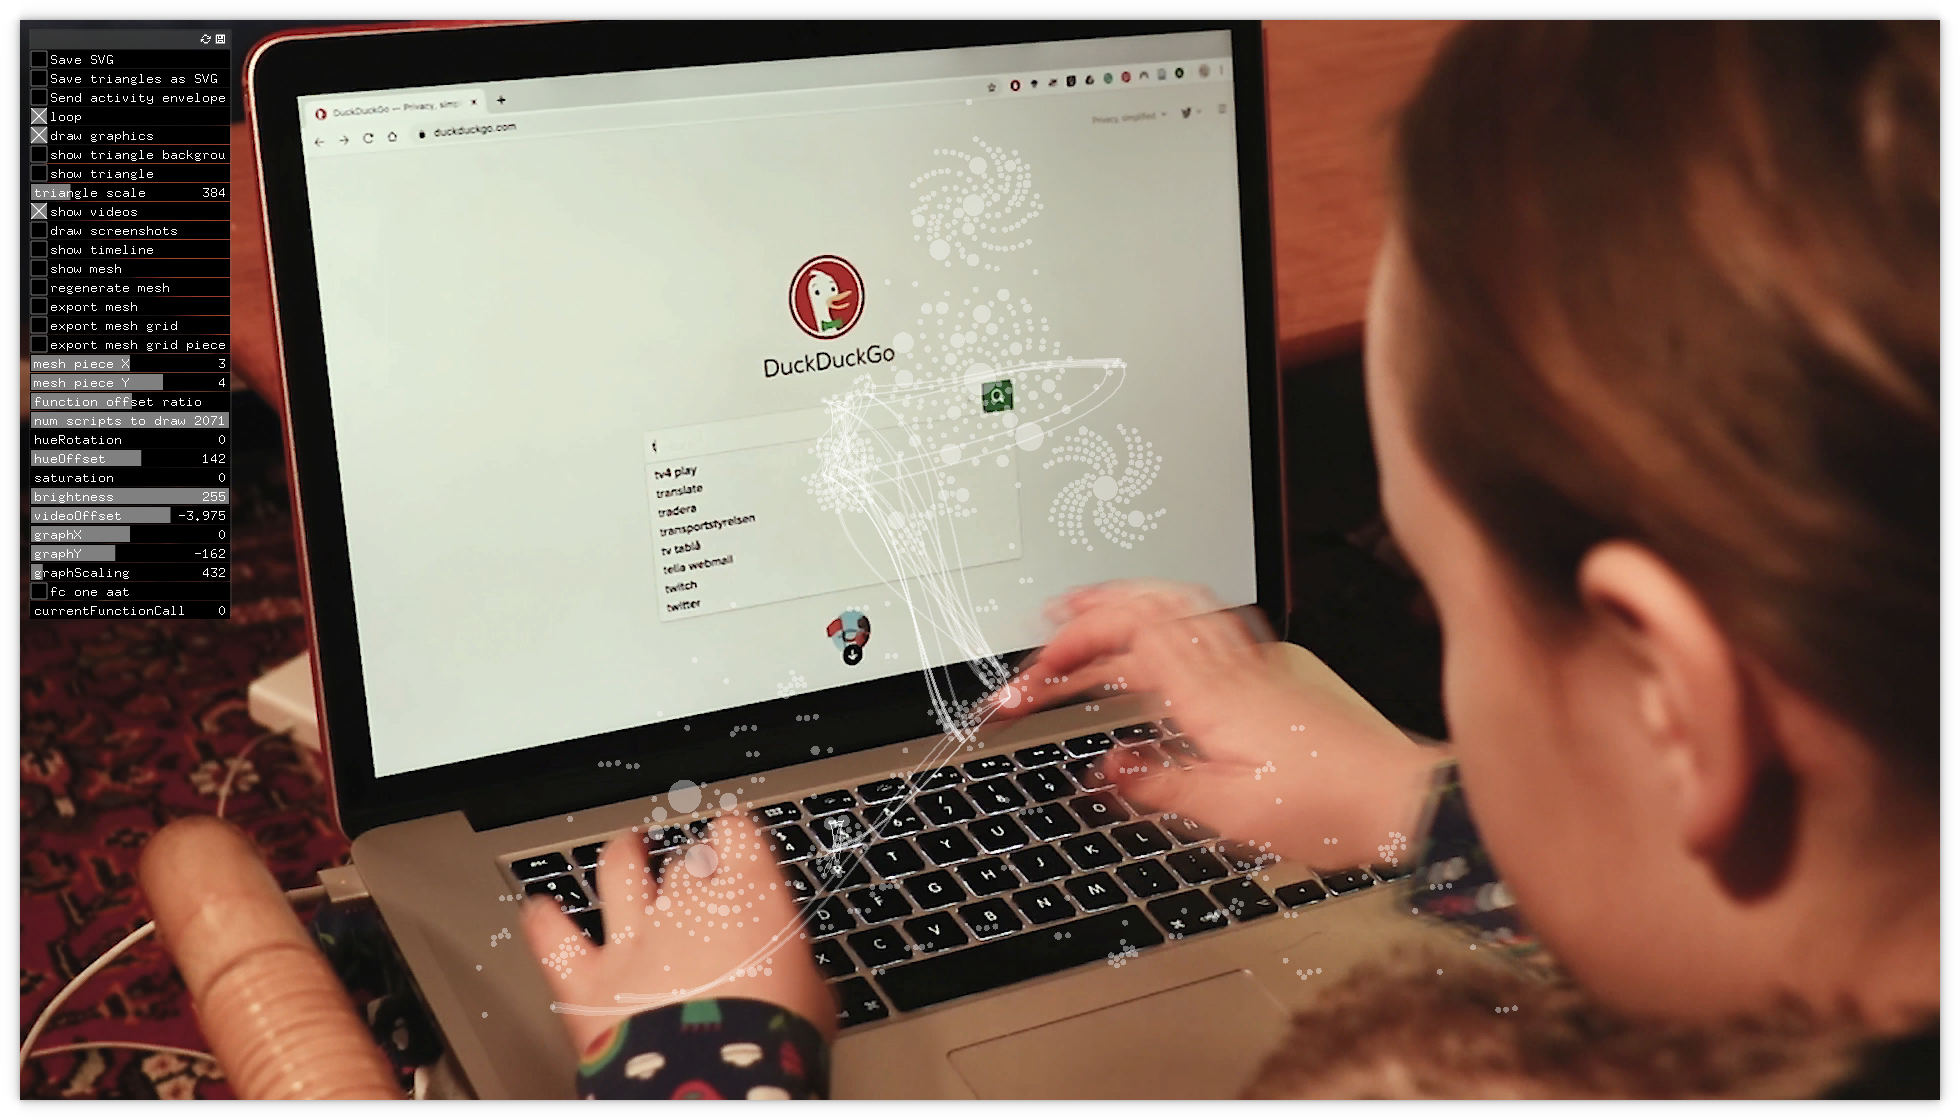 Save SVG
Save triangles as SVG
Send activity envelope
loop
draw graphics
show triangle backgrou
show triangle
triangle scale 384
show videos
draw screenshots
show timeline
show mesh
regenerate mesh
export mesh
export mesh grid
export mesh grid piece
mesh piece X 3
mesh piece Y 4
function offset ratio
num scripts to draw 2071
hueRotation 0
hueOffset 142
saturation 0
brightness 255
videoOffset -3.975
graphX 0
graphY -162
graphScaling 432
fc one aat
currentFunctionCall 0
DuckDuckGo — Privacy, simp
duckduckgo.com
Privacy, simplified.
DuckDuckGo
t
tv4 play
translate
tradera
transportstyrelsen
tv tablå
telia webmail
twitch
twitter
esc
T Y U I O
D F G H J K L
X C V B N M